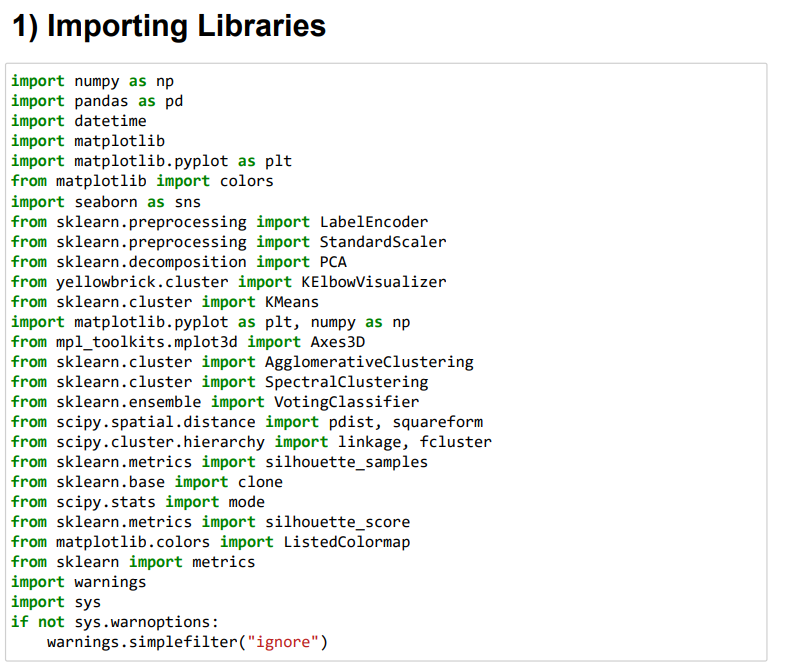 1) Importing Libraries
import numpy as np
import pandas as pd
import datetime
import matplotlib
import matplotlib.pyplot as plt
from matplotlib import colors
import seaborn as sns
from sklearn.preprocessing import LabelEncoder
from sklearn.preprocessing import StandardScaler
from sklearn.decomposition import PCA
from yellowbrick.cluster import KElbowVisualizer
from sklearn.cluster import KMeans
import matplotlib.pyplot as plt, numpy as np
from mpl_toolkits.mplot3d import Axes3D
from sklearn.cluster import AgglomerativeClustering
from sklearn.cluster import SpectralClustering
from sklearn.ensemble import VotingClassifier
from scipy.spatial.distance import pdist, squareform
from scipy.cluster.hierarchy import linkage, fcluster
from sklearn.metrics import silhouette_samples
from sklearn.base import clone
from scipy.stats import mode
from sklearn.metrics import silhouette_score
from matplotlib.colors import ListedColormap
from sklearn import metrics
import warnings
import sys
if not sys.warnoptions:
    warnings.simplefilter("ignore")